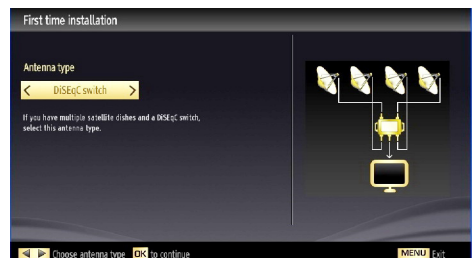 First time installation
Antenna type
DiSEqC switch
If you have multiple satellite dishes and a DiSEqC switch,
select this antenna type.
Choose antenna type OK to continue MENU Exit